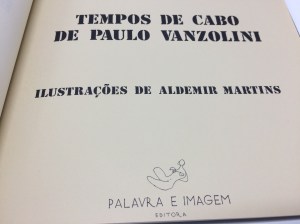 TEMPOS DE CABO
DE PAULO VANZOLINI
ILUSTRAÇÕES DE ALDEMIR MARTINS
PALAVRA E IMAGEM
EDITORA